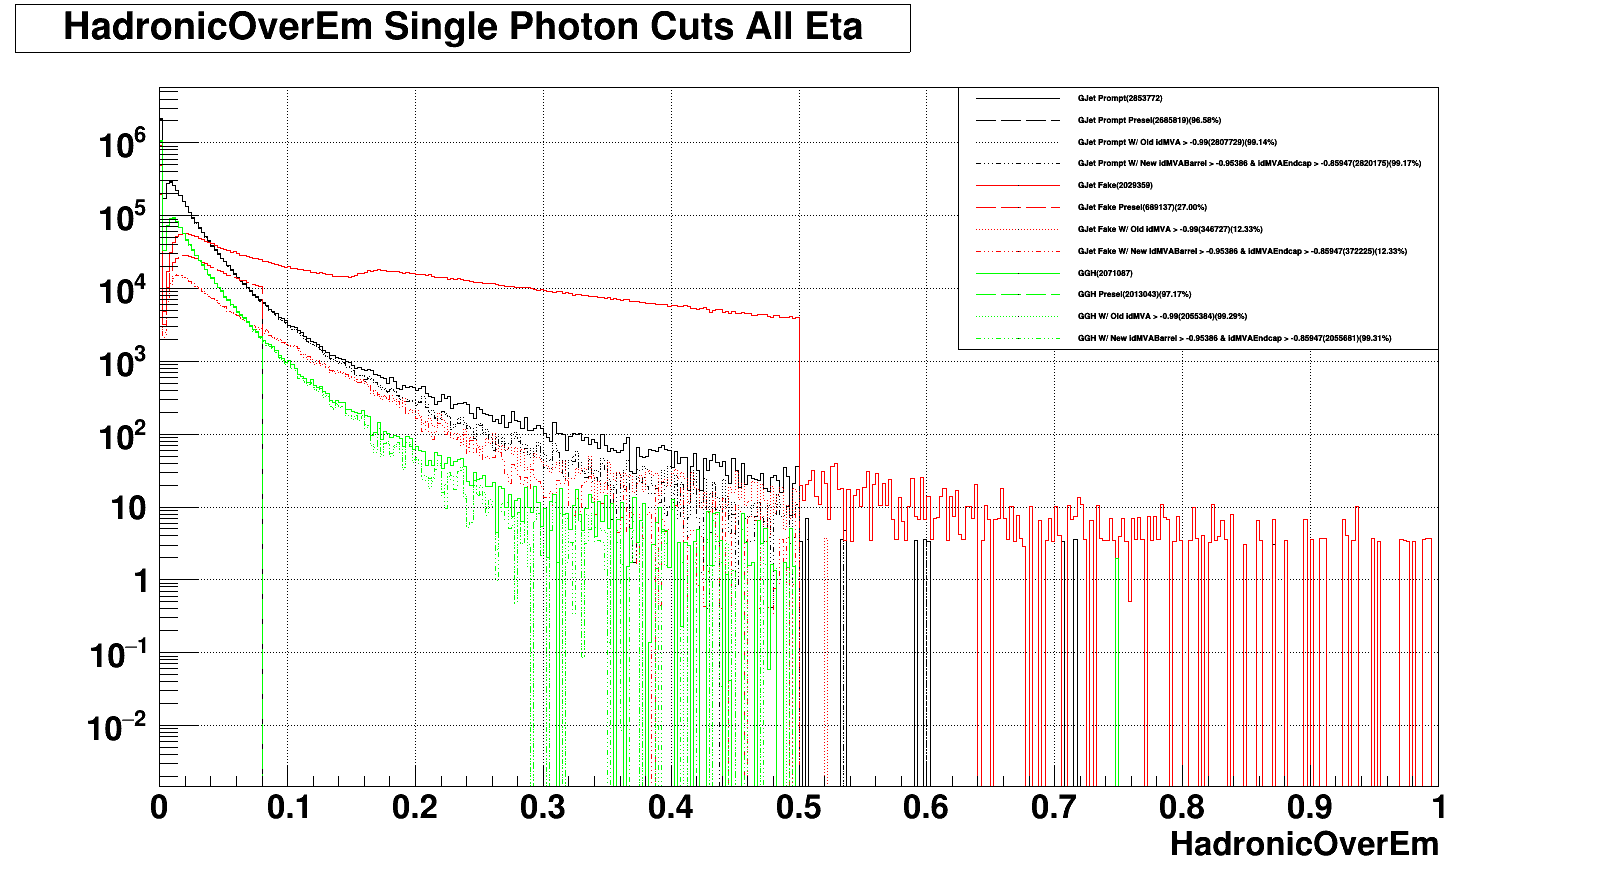 HadronicOverEm Single Photon Cuts All Eta
GJet Prompt(2853772)
GJet Prompt Presel(2685819)(96.58%)
GJet Prompt W/ Old idMVA > -0.99(2807729)(99.14%)
GJet Prompt W/ New idMVABarrel > -0.95386 & idMVAEndcap > -0.85947(2820175)(99.17%)
GJet Fake(2029359)
GJet Fake Presel(689137)(27.00%)
GJet Fake W/ Old idMVA > -0.99(346727)(12.33%)
GJet Fake W/ New idMVABarrel > -0.95386 & idMVAEndcap > -0.85947(372225)(12.33%)
GGH(2071087)
GGH Presel(2013043)(97.17%)
GGH W/ Old idMVA > -0.99(2055384)(99.29%)
GGH W/ New idMVABarrel > -0.95386 & idMVAEndcap > -0.85947(2055681)(99.31%)
10^6
10^5
10^4
10^3
10^2
10
1
10^−1
10^−2
0 0.1 0.2 0.3 0.4 0.5 0.6 0.7 0.8 0.9 1
HadronicOverEm